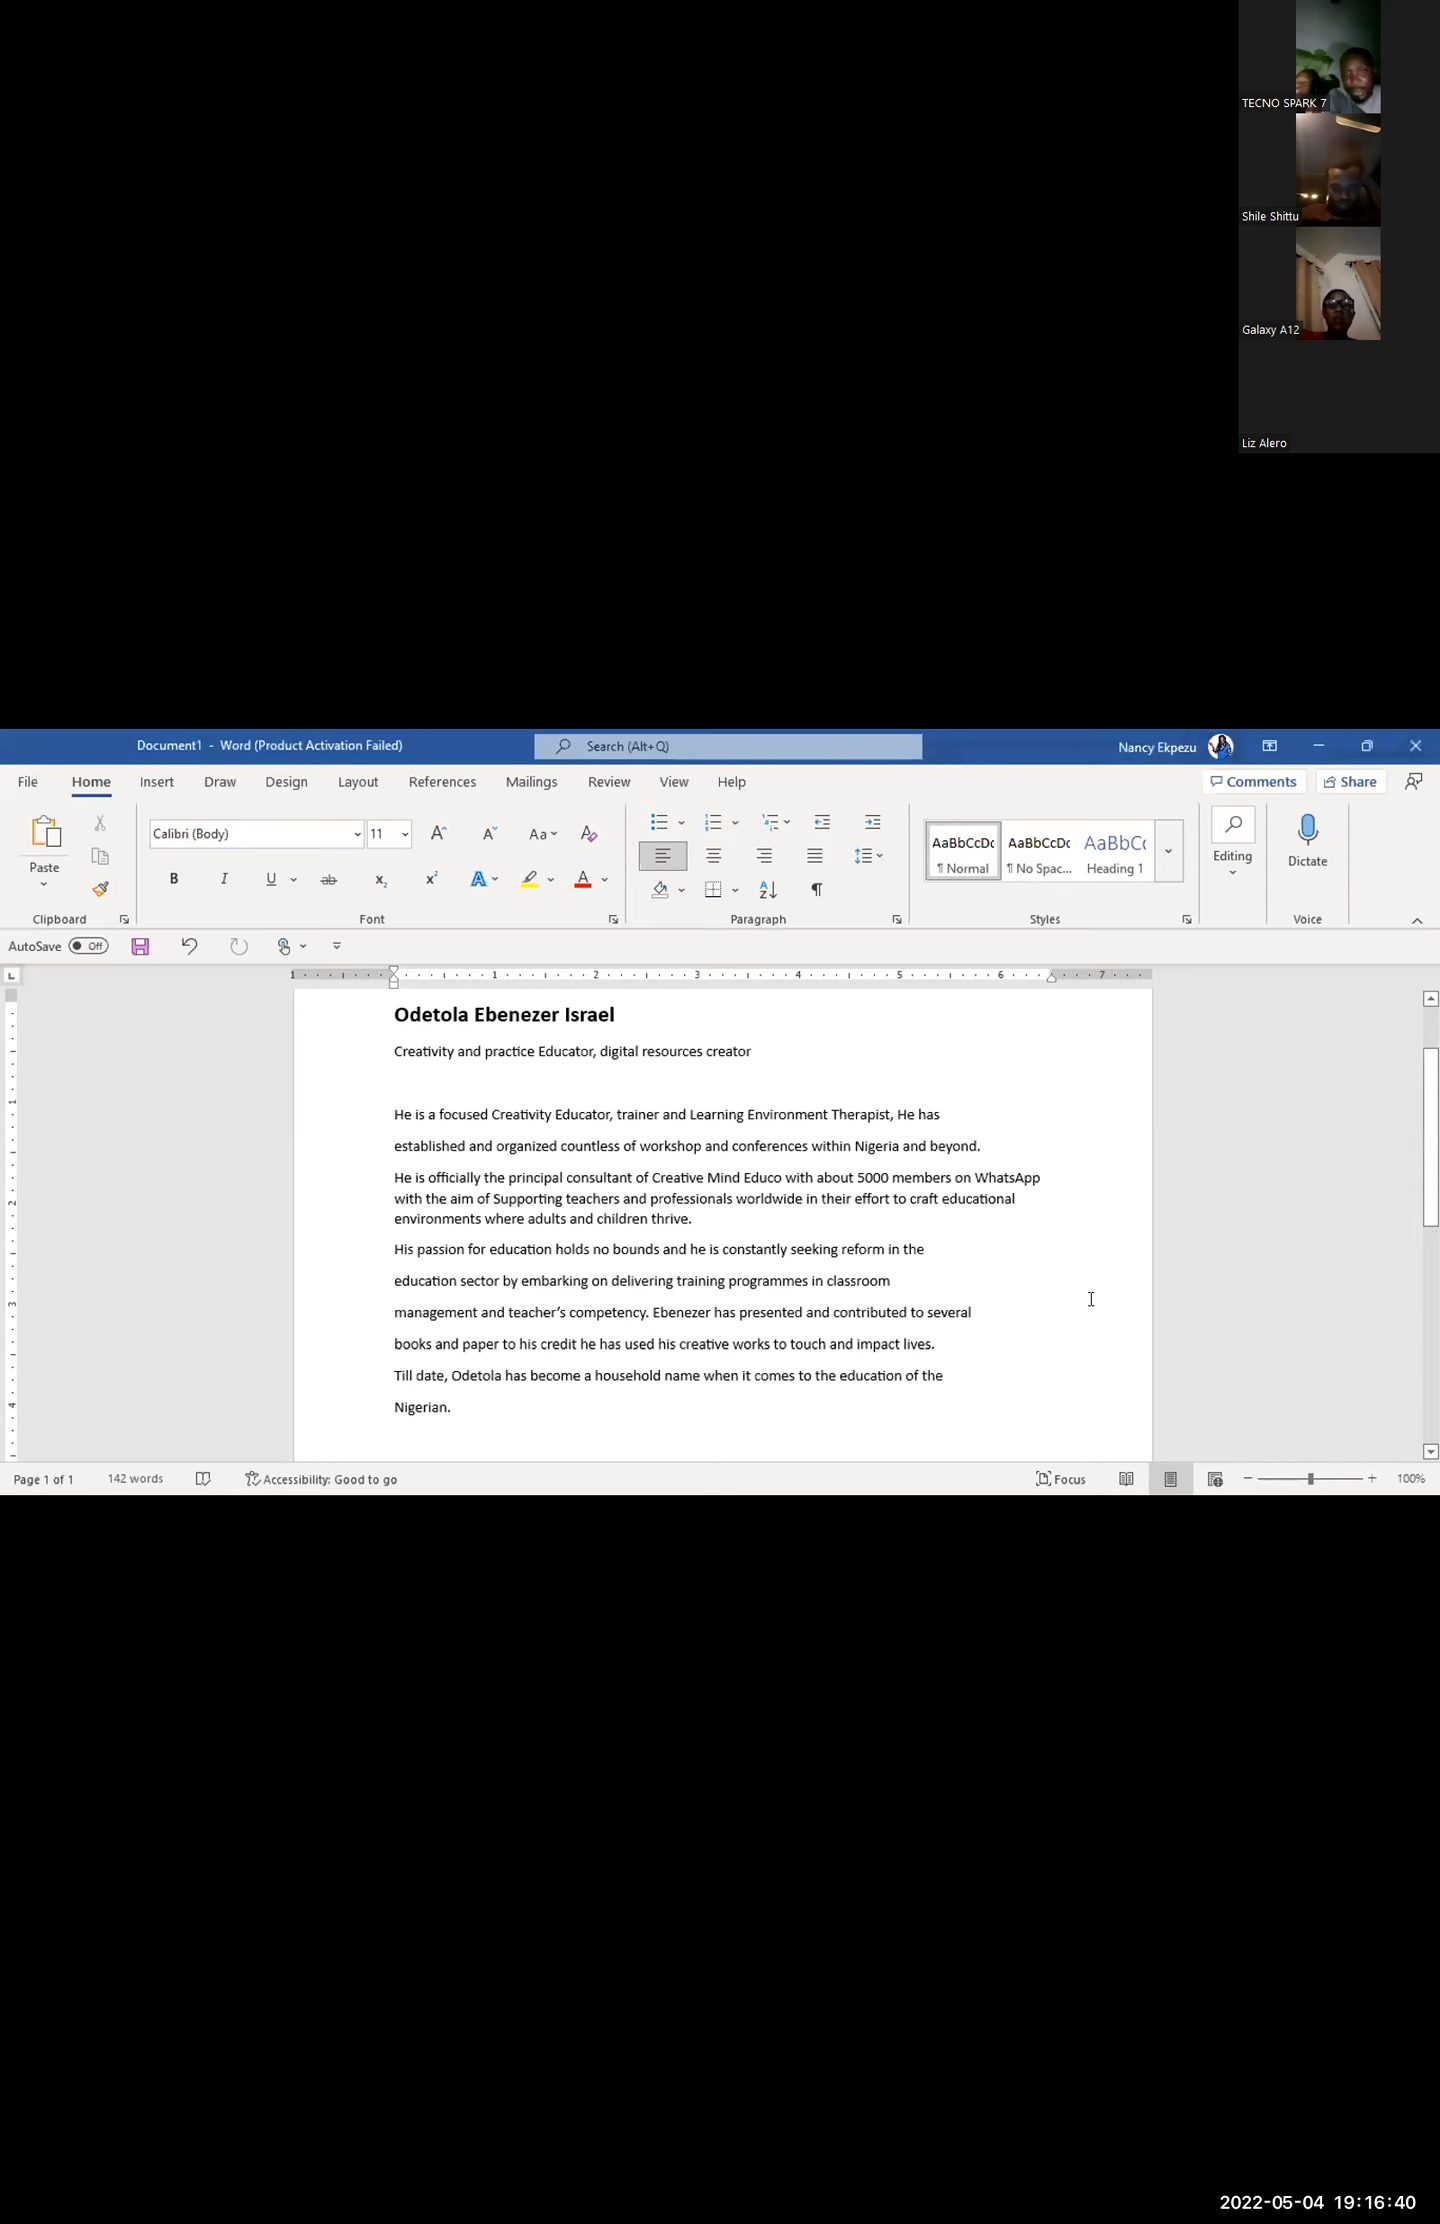 TECNO SPARK 7
Shile Shittu
Galaxy A12
Liz Alero
Document1 - Word (Product Activation Failed)
Search (Alt+Q)
Nancy Ekpezu
File Home Insert Draw Design Layout References Mailings Review View Help
Comments Share
Calibri (Body) 11
Aa
AaBbCcDc AaBbCcDc AaBbCc
¶ Normal ¶ No Spac... Heading 1
Paste
Editing
Dictate
Clipboard Font Paragraph Styles Voice
AutoSave Off
1 1 2 3 4 5 6 7
Odetola Ebenezer Israel
Creativity and practice Educator, digital resources creator
He is a focused Creativity Educator, trainer and Learning Environment Therapist, He has
established and organized countless of workshop and conferences within Nigeria and beyond.
He is officially the principal consultant of Creative Mind Educo with about 5000 members on WhatsApp
with the aim of Supporting teachers and professionals worldwide in their effort to craft educational
environments where adults and children thrive.
His passion for education holds no bounds and he is constantly seeking reform in the
education sector by embarking on delivering training programmes in classroom
management and teacher’s competency. Ebenezer has presented and contributed to several
books and paper to his credit he has used his creative works to touch and impact lives.
Till date, Odetola has become a household name when it comes to the education of the
Nigerian.
Page 1 of 1 142 words Accessibility: Good to go Focus 100%
2022-05-04 19:16:40